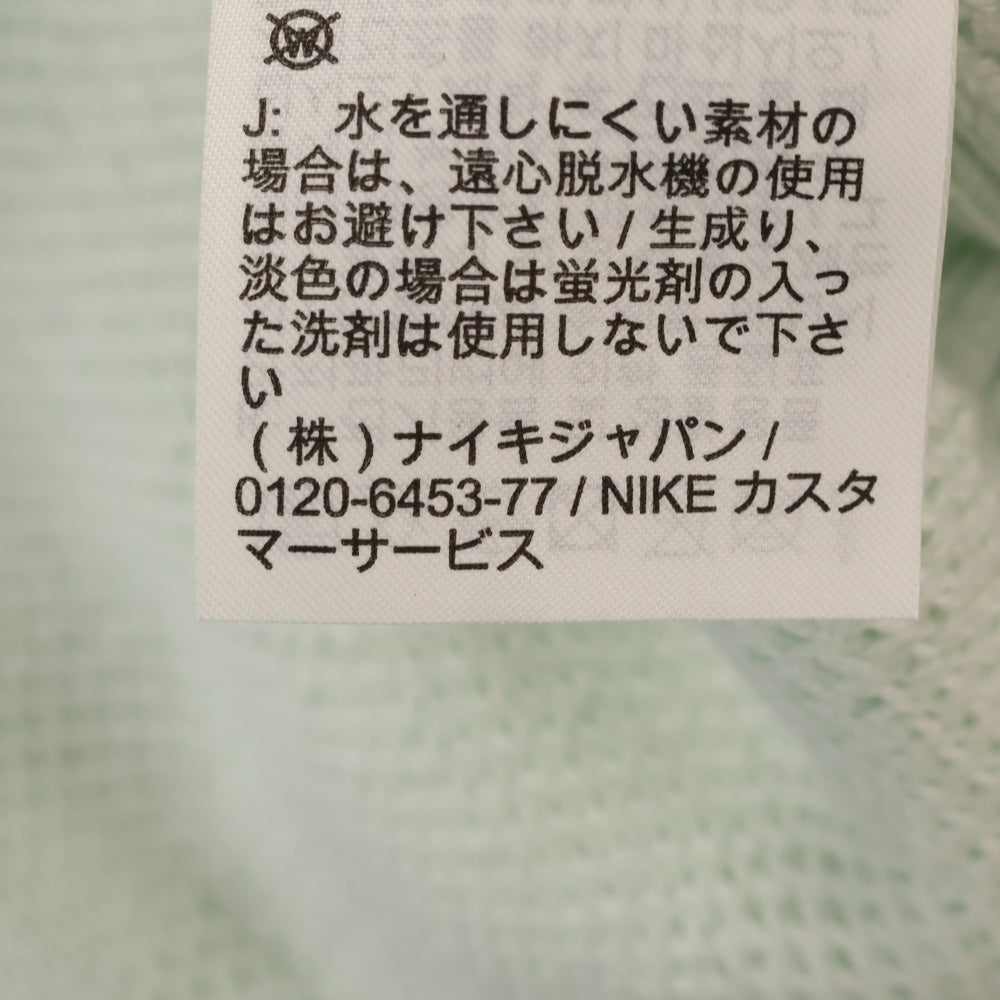 W
J: 水を通しにくい素材の
場合は、遠心脱水機の使用
はお避け下さい / 生成り、
淡色の場合は蛍光剤の入っ
た洗剤は使用しないで下さ
い
( 株 ) ナイキジャパン /
0120-6453-77 / NIKE カスタ
マーサービス